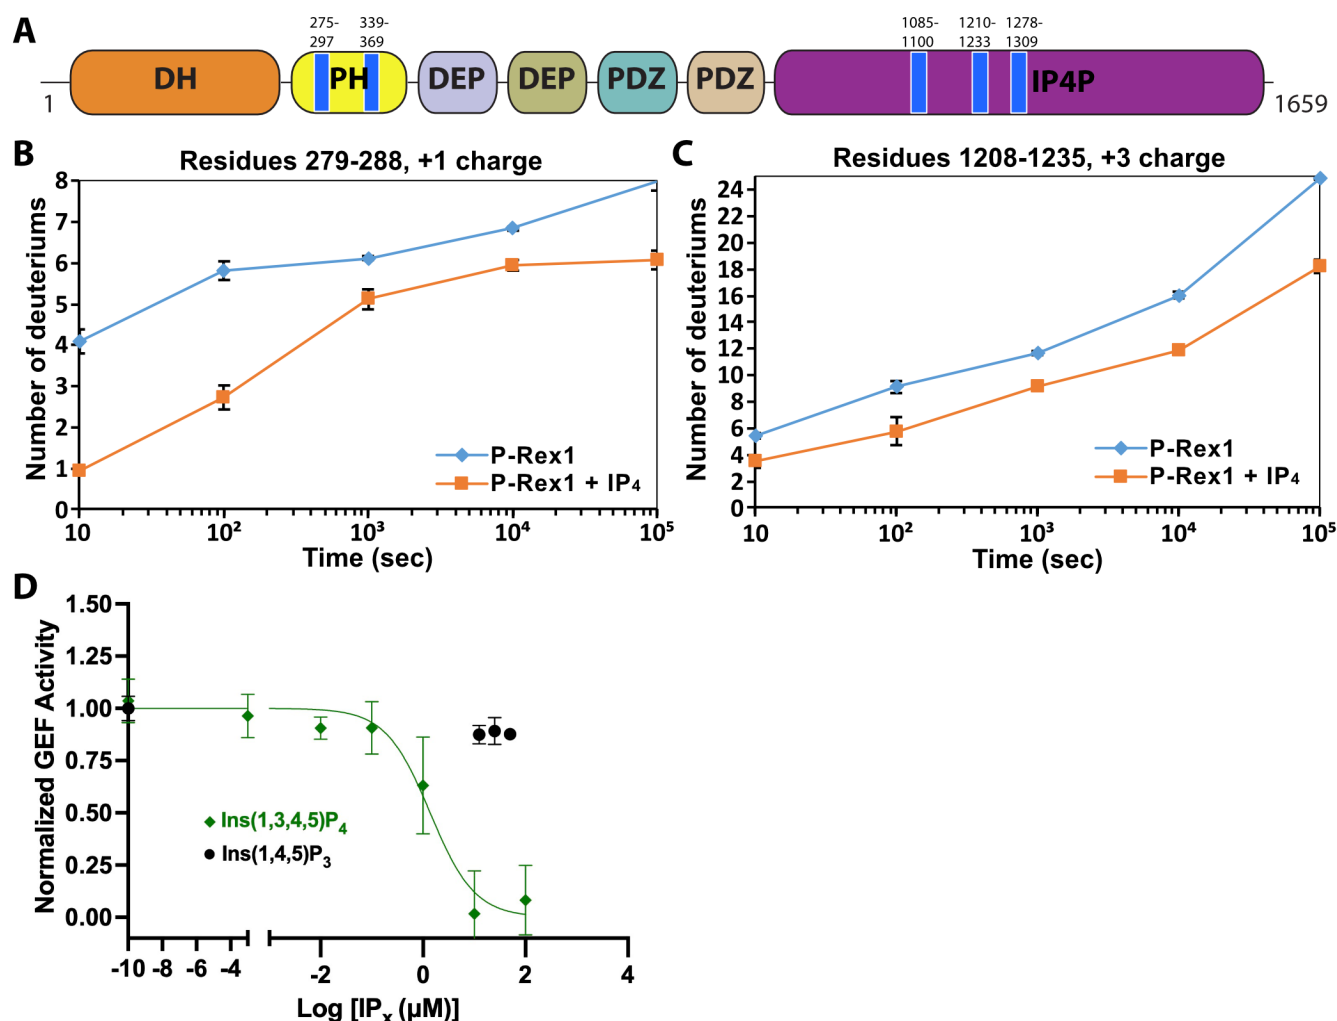 A
275-
297
339-
369
1085-
1100
1210-
1233
1278-
1309
DH
PH
DEP
DEP
PDZ
PDZ
IP4P
1
1659
B
Residues 279-288, +1 charge
Number of deuteriums
8
7
6
5
4
3
2
1
0
P-Rex1
P-Rex1 + IP4
10
10²
10³
10⁴
10⁵
Time (sec)
C
Residues 1208-1235, +3 charge
Number of deuteriums
24
22
20
18
16
14
12
10
8
6
4
2
0
P-Rex1
P-Rex1 + IP4
10
10²
10³
10⁴
10⁵
Time (sec)
D
Normalized GEF Activity
1.50
1.25
1.00
0.75
0.50
0.25
0.00
Ins(1,3,4,5)P4
Ins(1,4,5)P3
-10 -8 -6 -4 -2 0 2 4
Log [IPx (μM)]